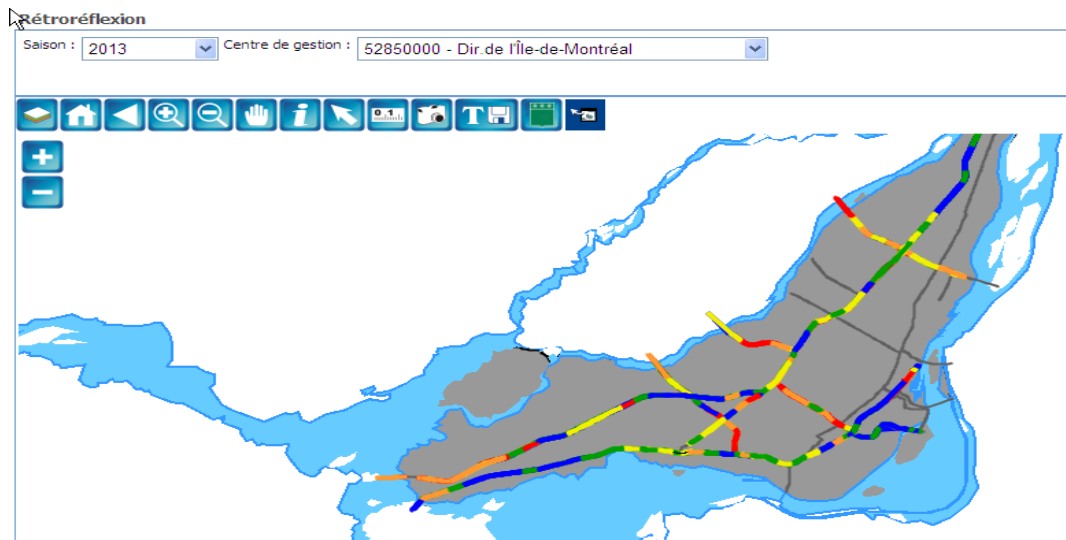 Rétroréflexion
Saison : 2013 Centre de gestion : 52850000 - Dir.de l'Île-de-Montréal
i 0 1 T
+
−